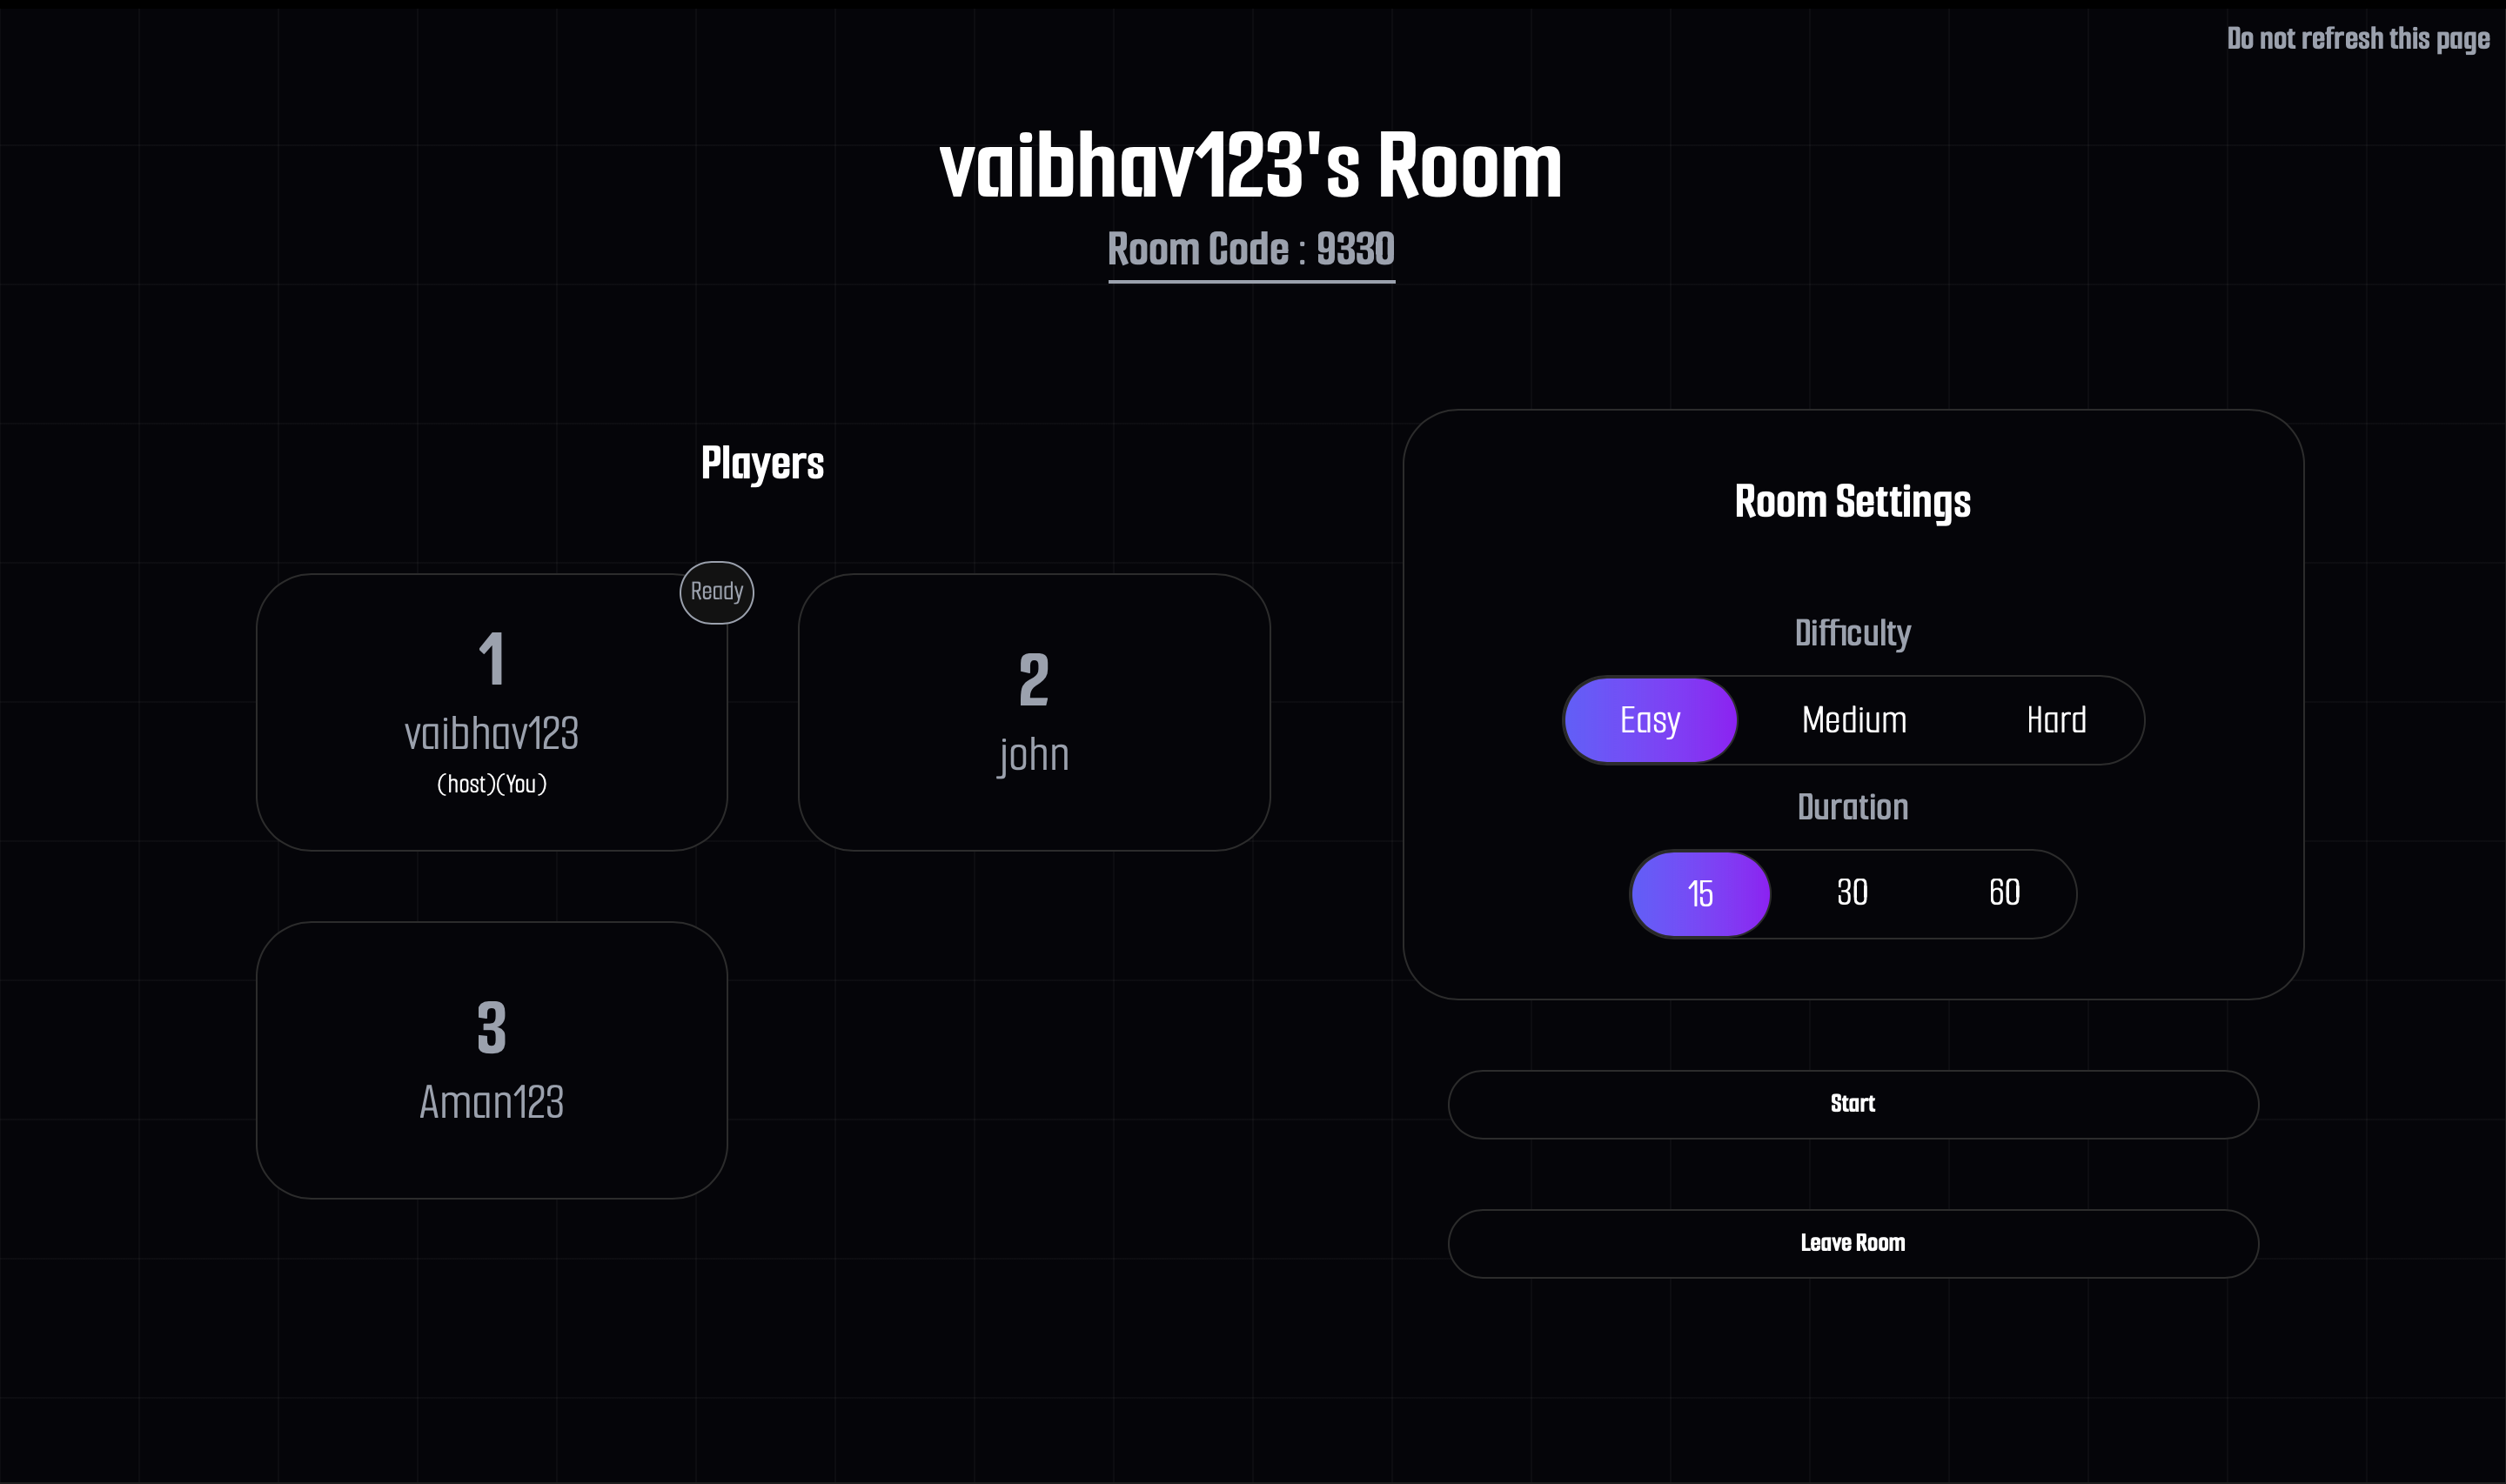 Do not refresh this page
vaibhav123's Room
Room Code : 9330
Players
Ready
1
vaibhav123
(host)(You)
2
john
3
Aman123
Room Settings
Difficulty
Easy Medium Hard
Duration
15 30 60
Start
Leave Room